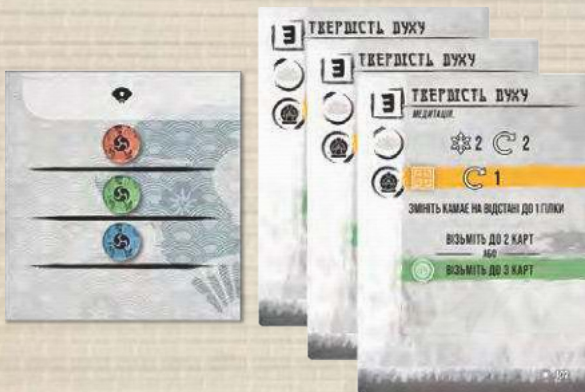 3 ТВЕРДІСТЬ ДУХУ
3 ТВЕРДІСТЬ ДУХУ
3 ТВЕРДІСТЬ ДУХУ
МЕДИТАЦІЯ.
2 2
1
ЗМІНІТЬ КАМАЕ НА ВІДСТАНІ ДО 1 ГІЛКИ
ВІЗЬМІТЬ ДО 2 КАРТ
АБО
ВІЗЬМІТЬ ДО 3 КАРТ